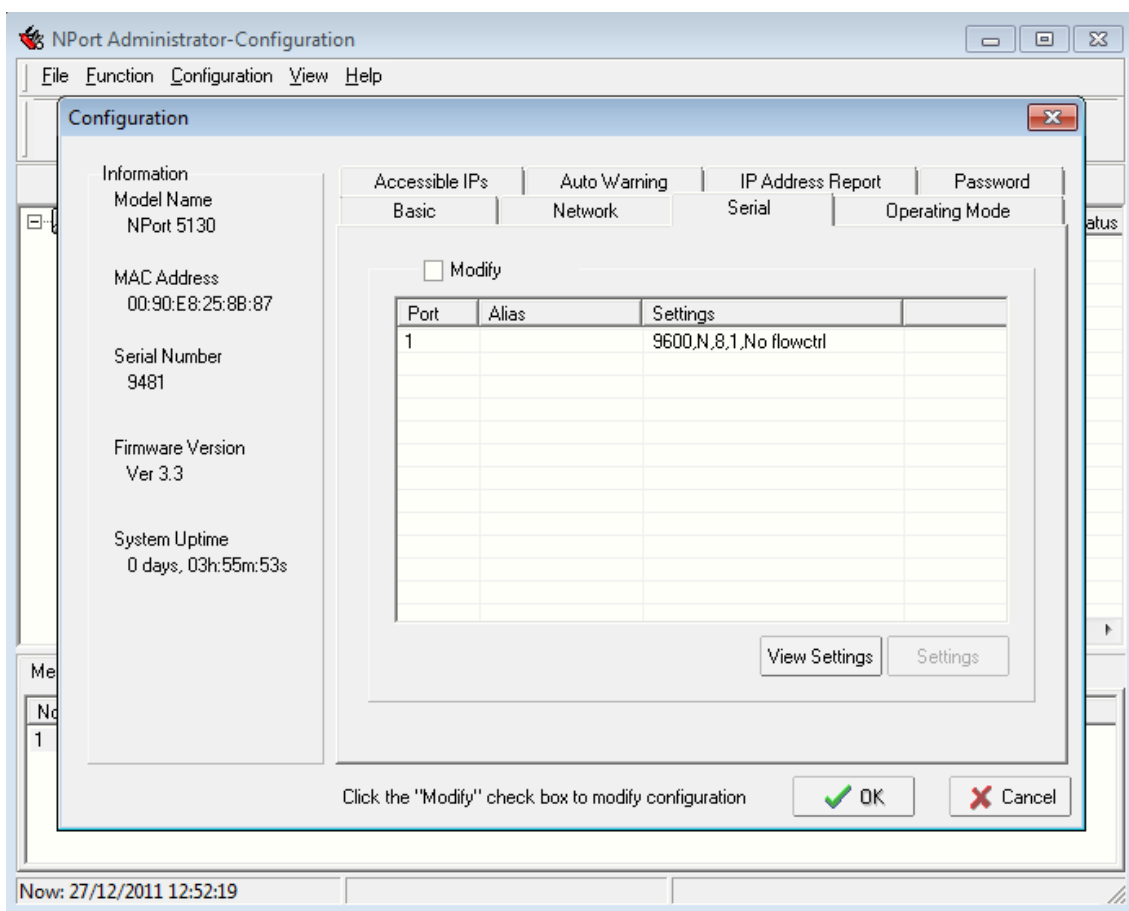 NPort Administrator-Configuration
File Function Configuration View Help
Configuration
Information
Model Name
NPort 5130
MAC Address
00:90:E8:25:8B:87
Serial Number
9481
Firmware Version
Ver 3.3
System Uptime
0 days, 03h:55m:53s
Accessible IPs Auto Warning IP Address Report Password
Basic Network Serial Operating Mode
Modify
Port Alias Settings
1 9600,N,8,1,No flowctrl
View Settings Settings
Click the "Modify" check box to modify configuration OK Cancel
atus
Me
No
1
Now: 27/12/2011 12:52:19